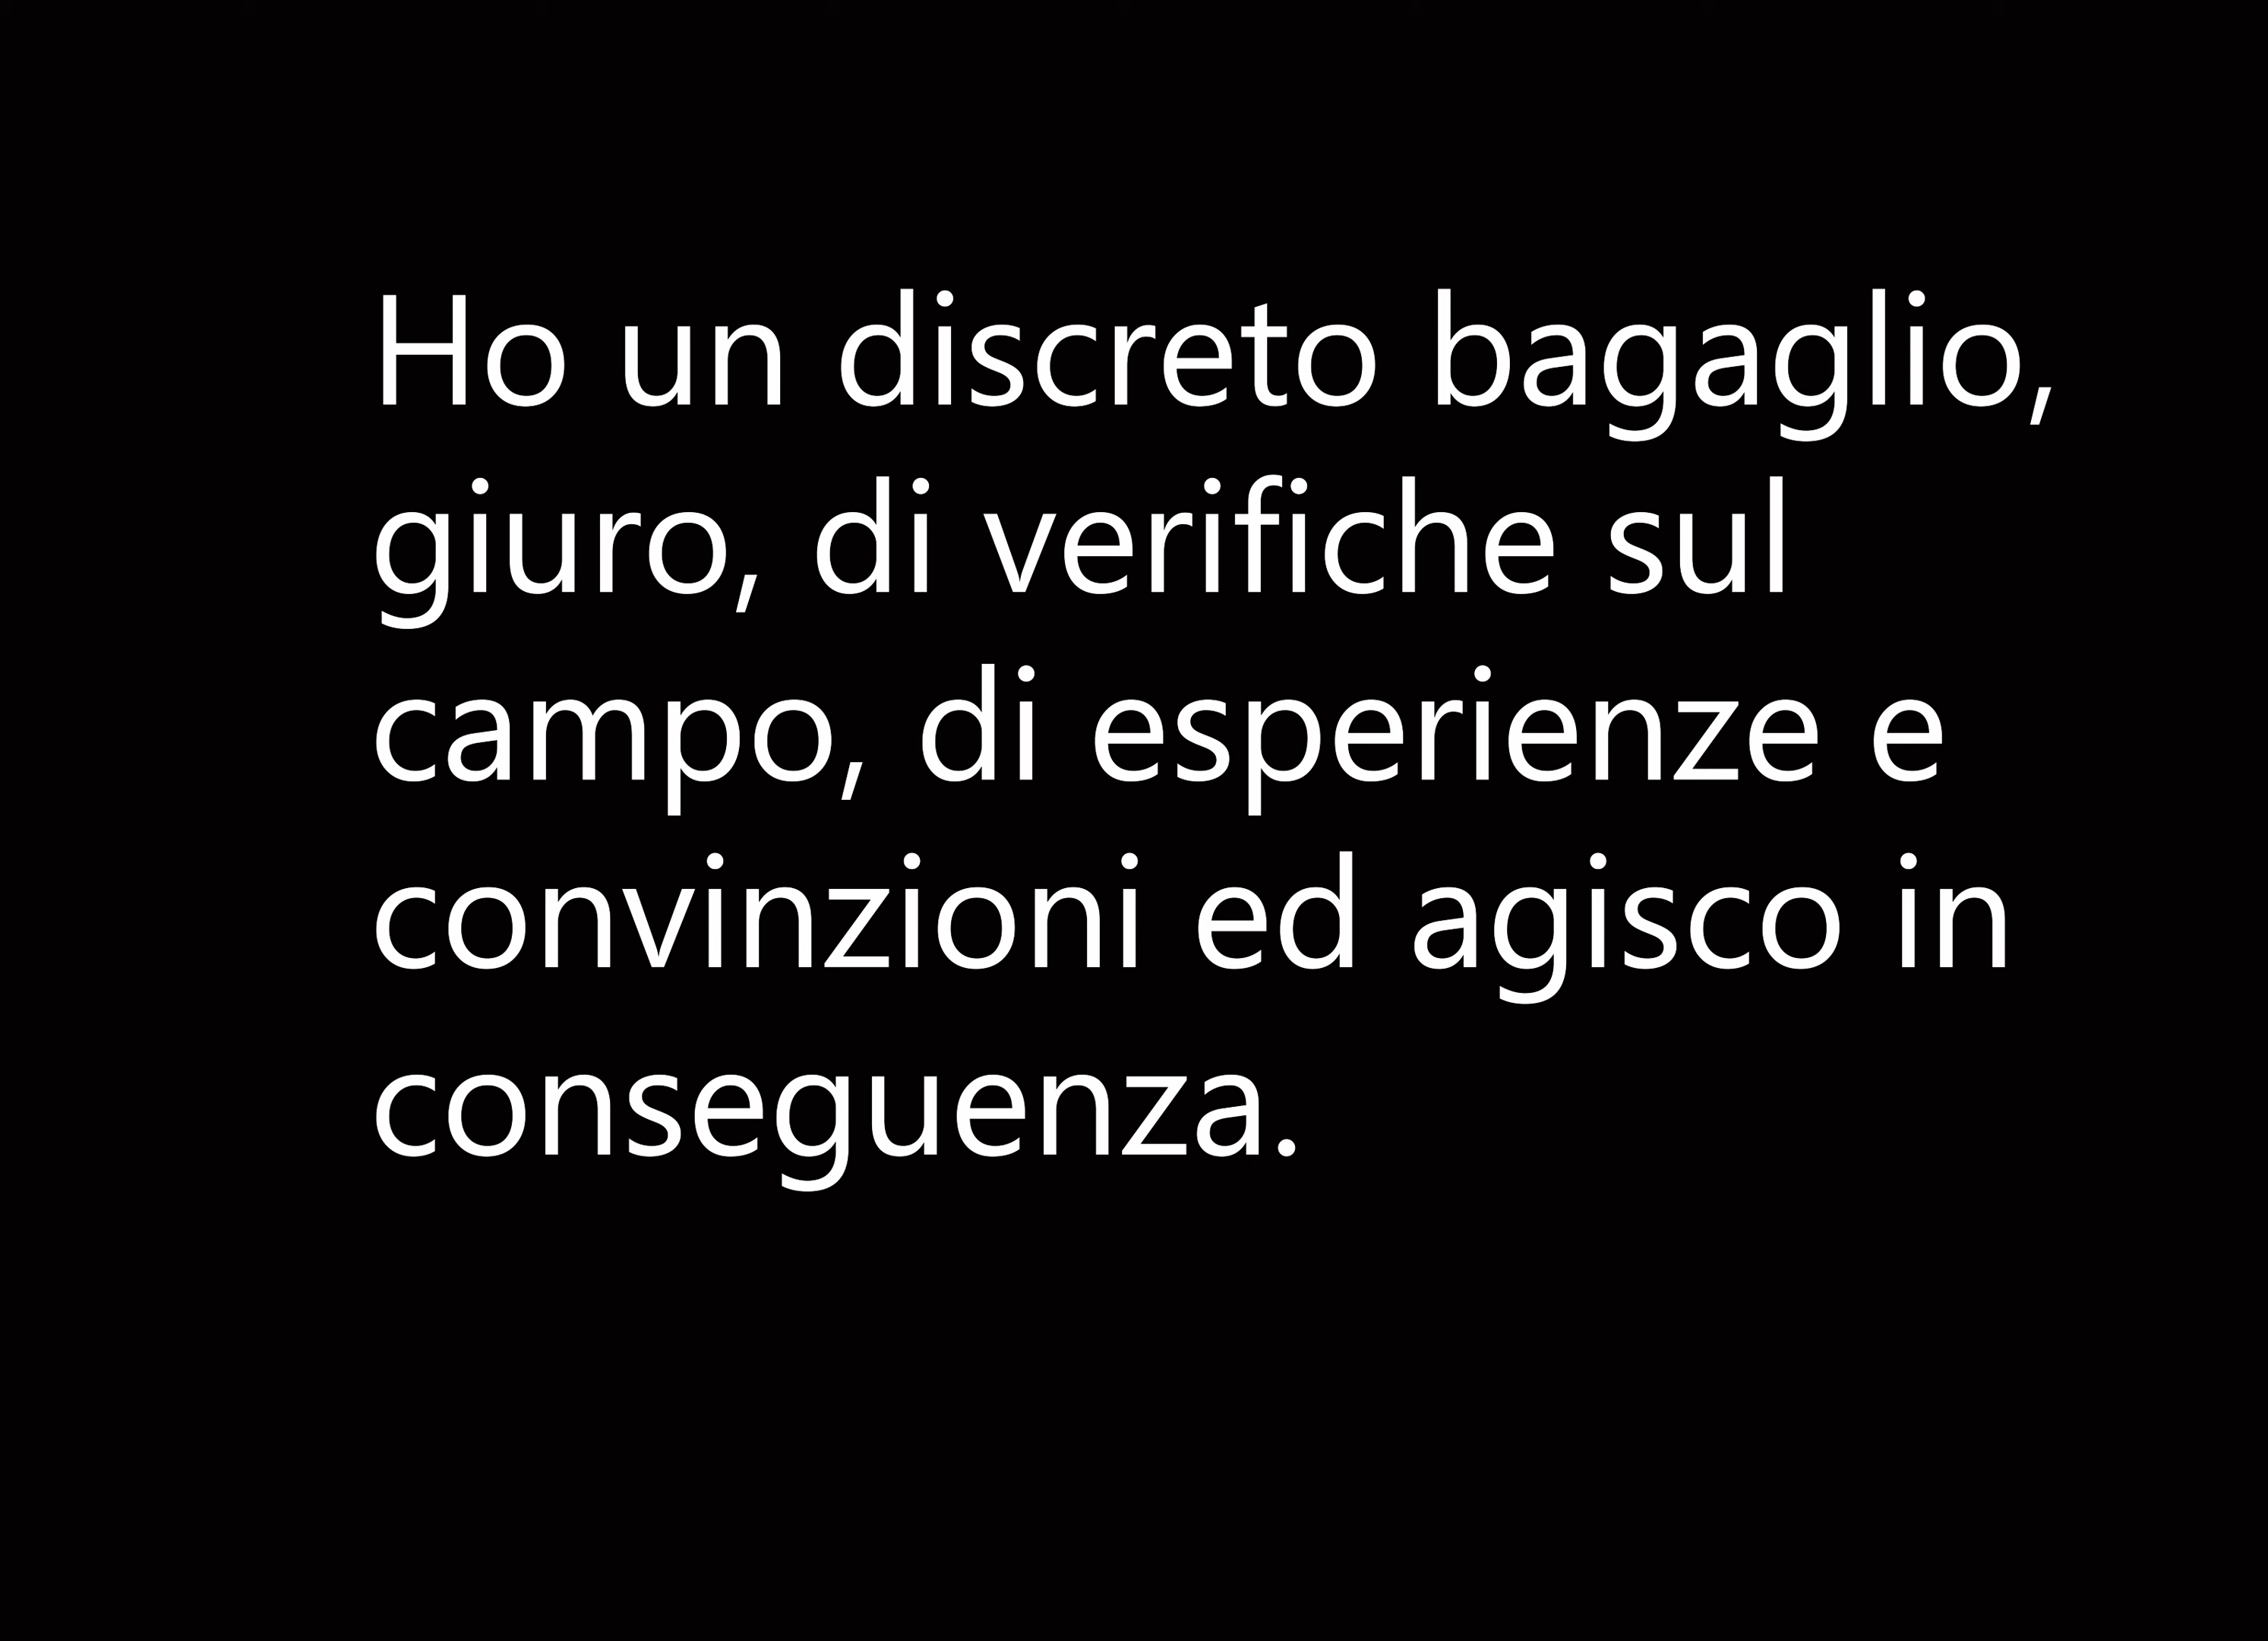 Ho un discreto bagaglio,
giuro, di verifiche sul
campo, di esperienze e
convinzioni ed agisco in
conseguenza.